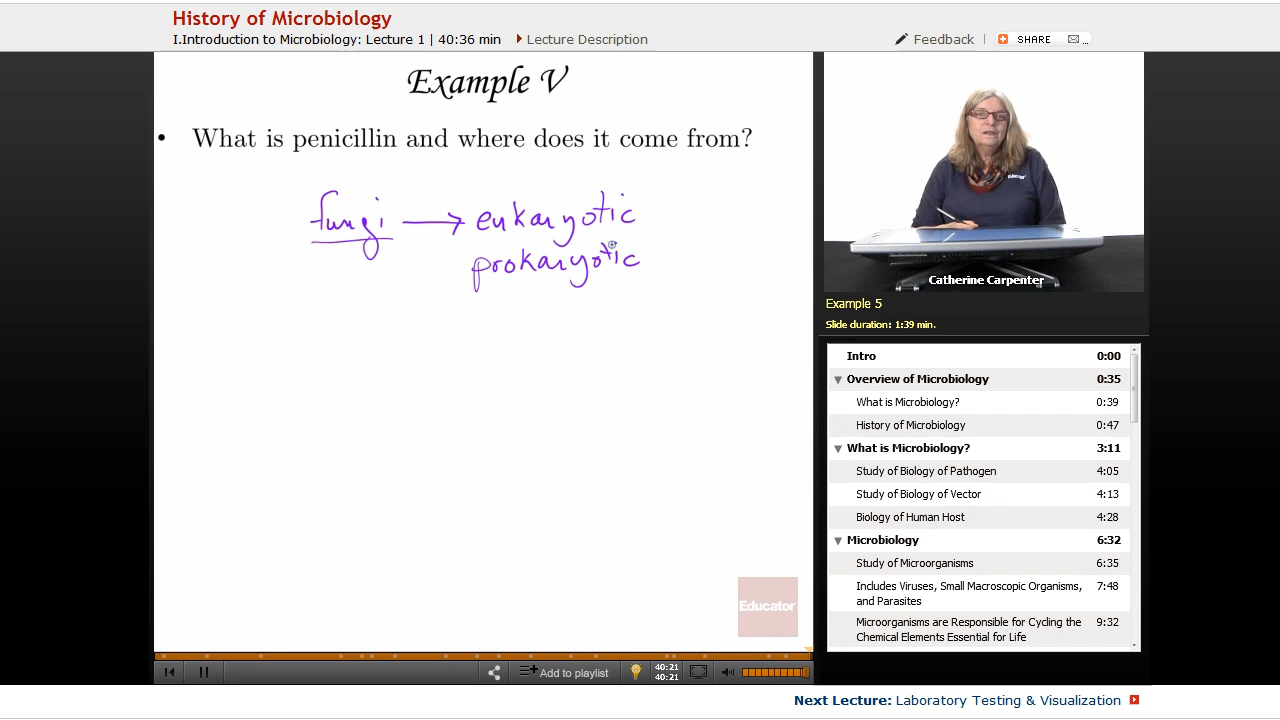 History of Microbiology
I.Introduction to Microbiology: Lecture 1 | 40:36 min
Lecture Description
Feedback
SHARE
...
Example V
• What is penicillin and where does it come from?
fungi → eukaryotic
prokaryotic
Educator
Catherine Carpenter
Example 5
Slide duration: 1:39 min.
Intro 0:00
Overview of Microbiology 0:35
What is Microbiology? 0:39
History of Microbiology 0:47
What is Microbiology? 3:11
Study of Biology of Pathogen 4:05
Study of Biology of Vector 4:13
Biology of Human Host 4:28
Microbiology 6:32
Study of Microorganisms 6:35
Includes Viruses, Small Macroscopic Organisms, 7:48
and Parasites
Microorganisms are Responsible for Cycling the 9:32
Chemical Elements Essential for Life
Add to playlist
40:21
40:21
Next Lecture: Laboratory Testing & Visualization